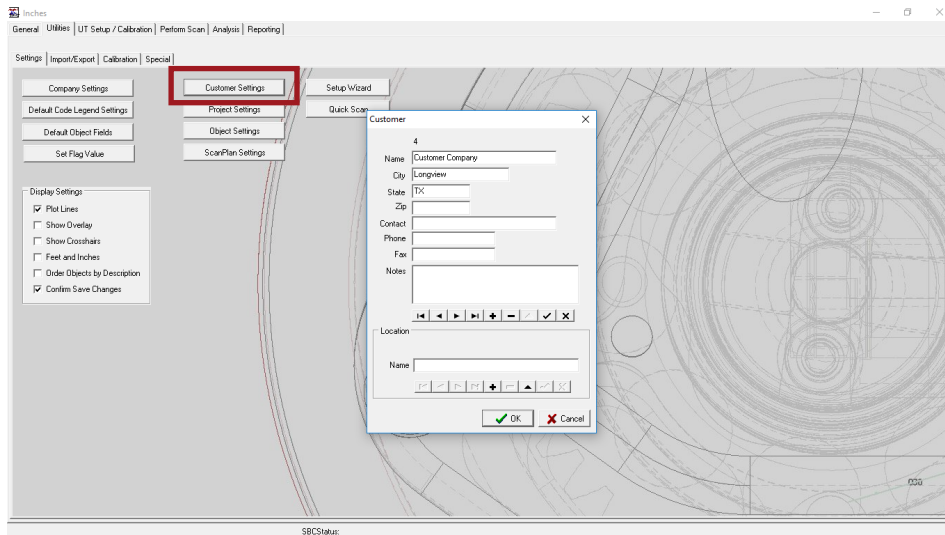 Inches
General Utilities UT Setup / Calibration Perform Scan Analysis Reporting
Settings Import/Export Calibration Special
Company Settings Customer Settings Setup Wizard
Default Code Legend Settings Project Settings Quick Scan
Default Object Fields Object Settings
Set Flag Value ScanPlan Settings
Display Settings
Plot Lines
Show Overlay
Show Crosshairs
Feet and Inches
Order Objects by Description
Confirm Save Changes
Customer
4
Name Customer Company
City Longview
State TX
Zip
Contact
Phone
Fax
Notes
Location
Name
OK Cancel
SBCStatus: